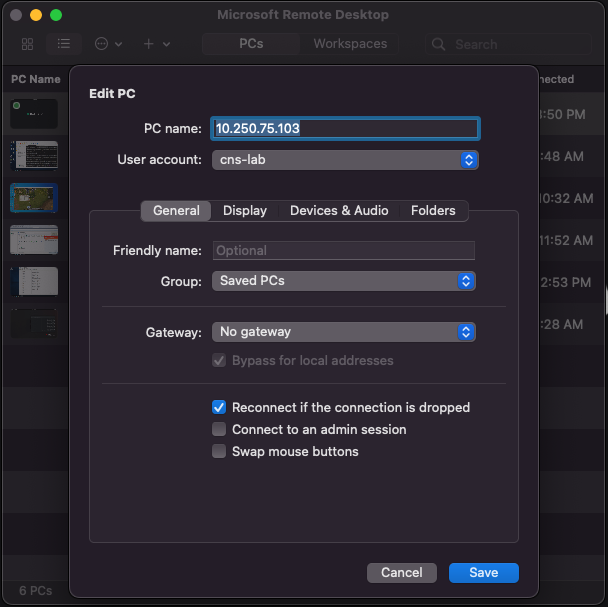 Microsoft Remote Desktop
PCs Workspaces Search
PC Name nected
Edit PC
PC name: 10.250.75.103
:50 PM
User account: cns-lab
:48 AM
0:32 AM
General Display Devices & Audio Folders
11:52 AM
Friendly name: Optional
Group: Saved PCs
2:53 PM
:28 AM
Gateway: No gateway
Bypass for local addresses
Reconnect if the connection is dropped
Connect to an admin session
Swap mouse buttons
Cancel Save
6 PCs